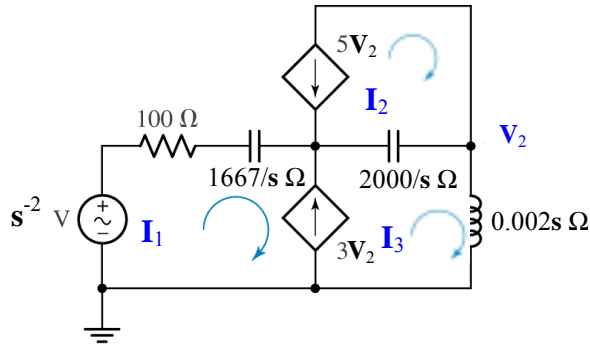 5V₂
I₂
100 Ω
V₂
1667/s Ω
2000/s Ω
s⁻² V
+
−
I₁
3V₂
I₃
0.002s Ω